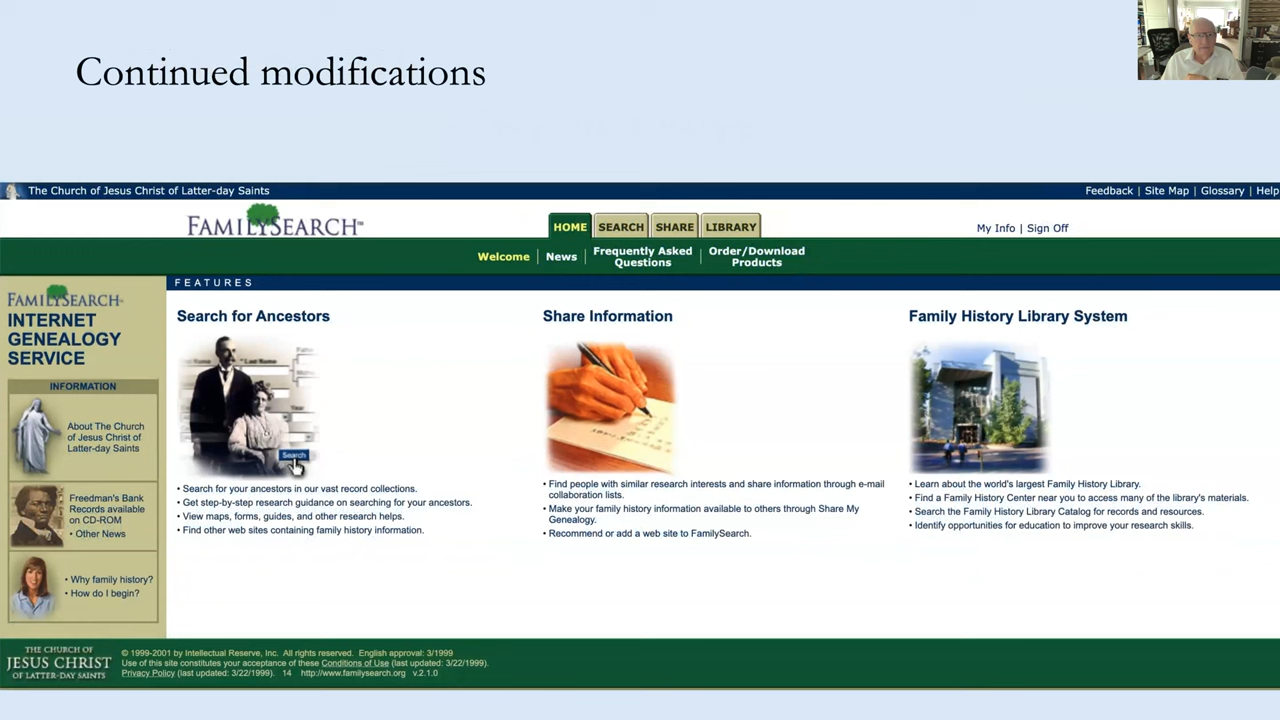 Continued modifications
The Church of Jesus Christ of Latter-day Saints
Feedback | Site Map | Glossary | Help
FAMILYSEARCH™
HOME
SEARCH
SHARE
LIBRARY
My Info | Sign Off
Welcome
News
Frequently Asked
Questions
Order/Download
Products
FEATURES
FAMILYSEARCH™
INTERNET
GENEALOGY
SERVICE
INFORMATION
About The Church
of Jesus Christ of
Latter-day Saints
Freedman's Bank
Records available
on CD-ROM
• Other News
• Why family history?
• How do I begin?
Search for Ancestors
Search
• Search for your ancestors in our vast record collections.
• Get step-by-step research guidance on searching for your ancestors.
• View maps, forms, guides, and other research helps.
• Find other web sites containing family history information.
Share Information
• Find people with similar research interests and share information through e-mail
collaboration lists.
• Make your family history information available to others through Share My
Genealogy.
• Recommend or add a web site to FamilySearch.
Family History Library System
• Learn about the world's largest Family History Library.
• Find a Family History Center near you to access many of the library's materials.
• Search the Family History Library Catalog for records and resources.
• Identify opportunities for education to improve your research skills.
THE CHURCH OF
JESUS CHRIST
OF LATTER-DAY SAINTS
© 1999-2001 by Intellectual Reserve, Inc. All rights reserved. English approval: 3/1999
Use of this site constitutes your acceptance of these Conditions of Use (last updated: 3/22/1999).
Privacy Policy (last updated: 3/22/1999). 14 http://www.familysearch.org v.2.1.0